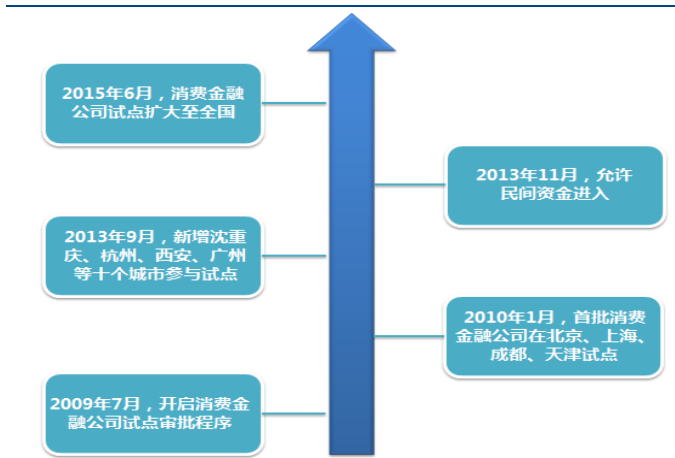 2015年6月，消费金融
公司试点扩大至全国
2013年11月，允许
民间资金进入
2013年9月，新增沈重
庆、杭州、西安、广州
等十个城市参与试点
2010年1月，首批消费
金融公司在北京、上海、
成都、天津试点
2009年7月，开启消费金
融公司试点审批程序